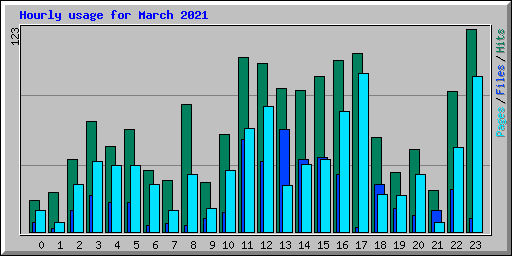 Hourly usage for March 2021
123
Pages/Files/Hits
0 1 2 3 4 5 6 7 8 9 10 11 12 13 14 15 16 17 18 19 20 21 22 23